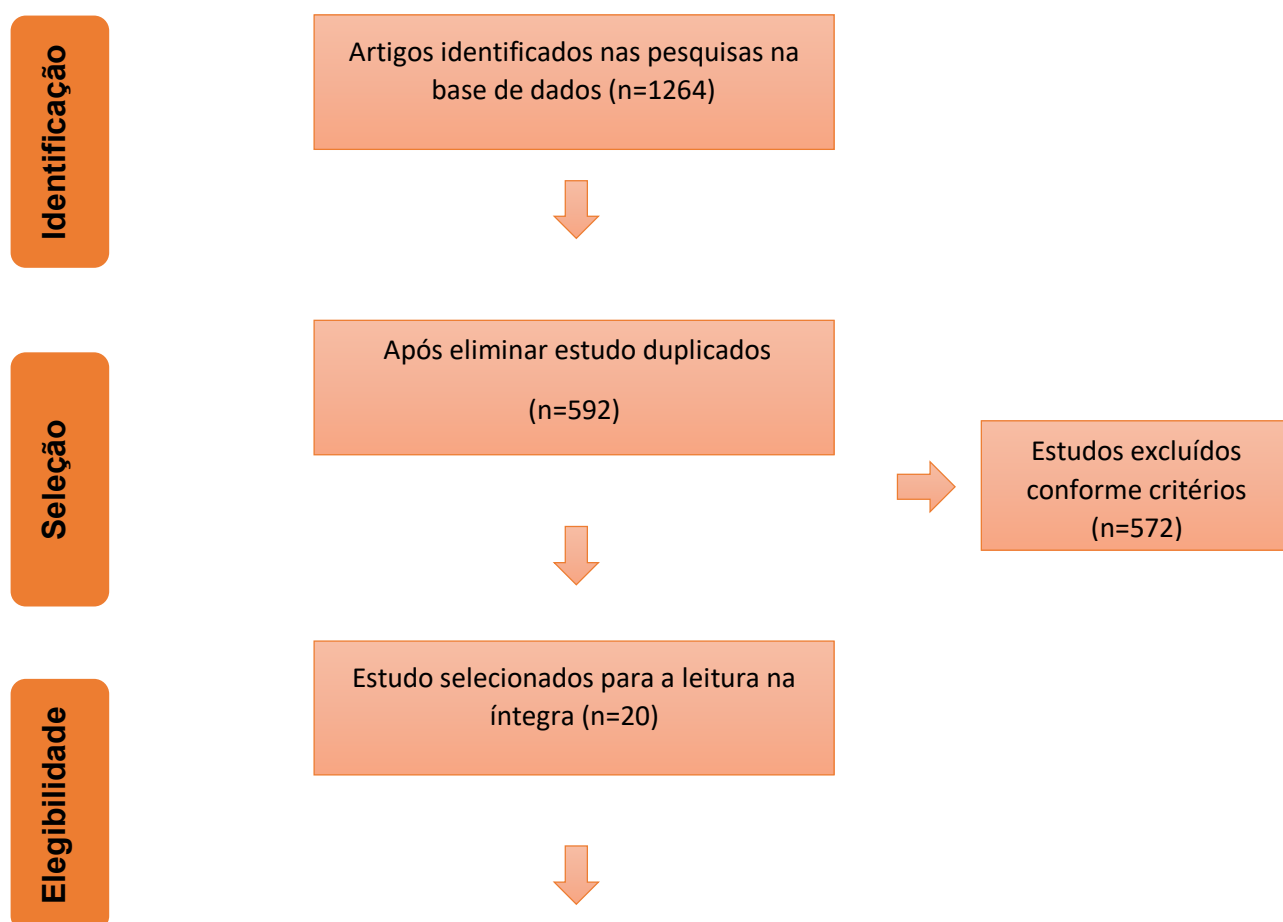 Identificação
Artigos identificados nas pesquisas na
base de dados (n=1264)
Seleção
Após eliminar estudo duplicados
(n=592)
Estudos excluídos
conforme critérios
(n=572)
Elegibilidade
Estudo selecionados para a leitura na
íntegra (n=20)